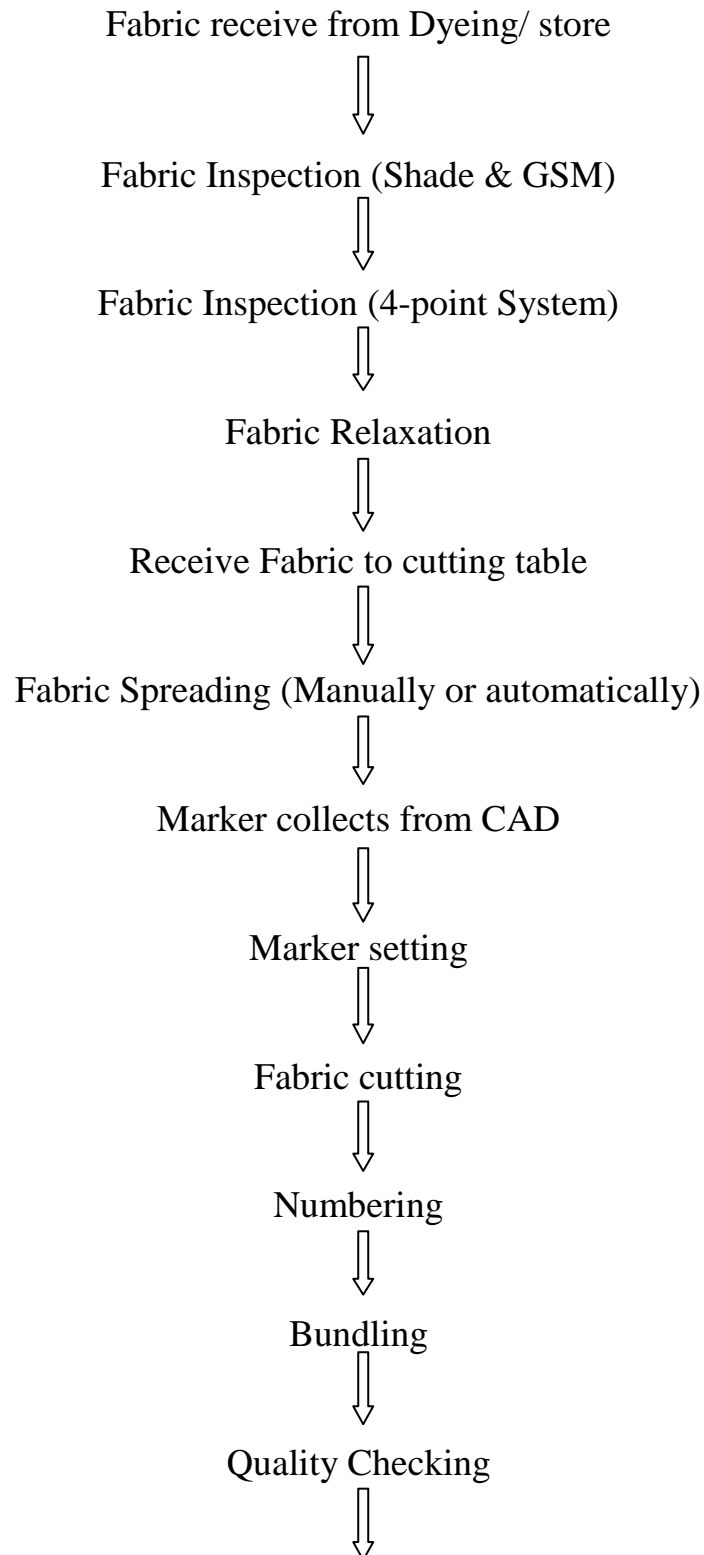 Fabric receive from Dyeing/ store
Fabric Inspection (Shade & GSM)
Fabric Inspection (4-point System)
Fabric Relaxation
Receive Fabric to cutting table
Fabric Spreading (Manually or automatically)
Marker collects from CAD
Marker setting
Fabric cutting
Numbering
Bundling
Quality Checking